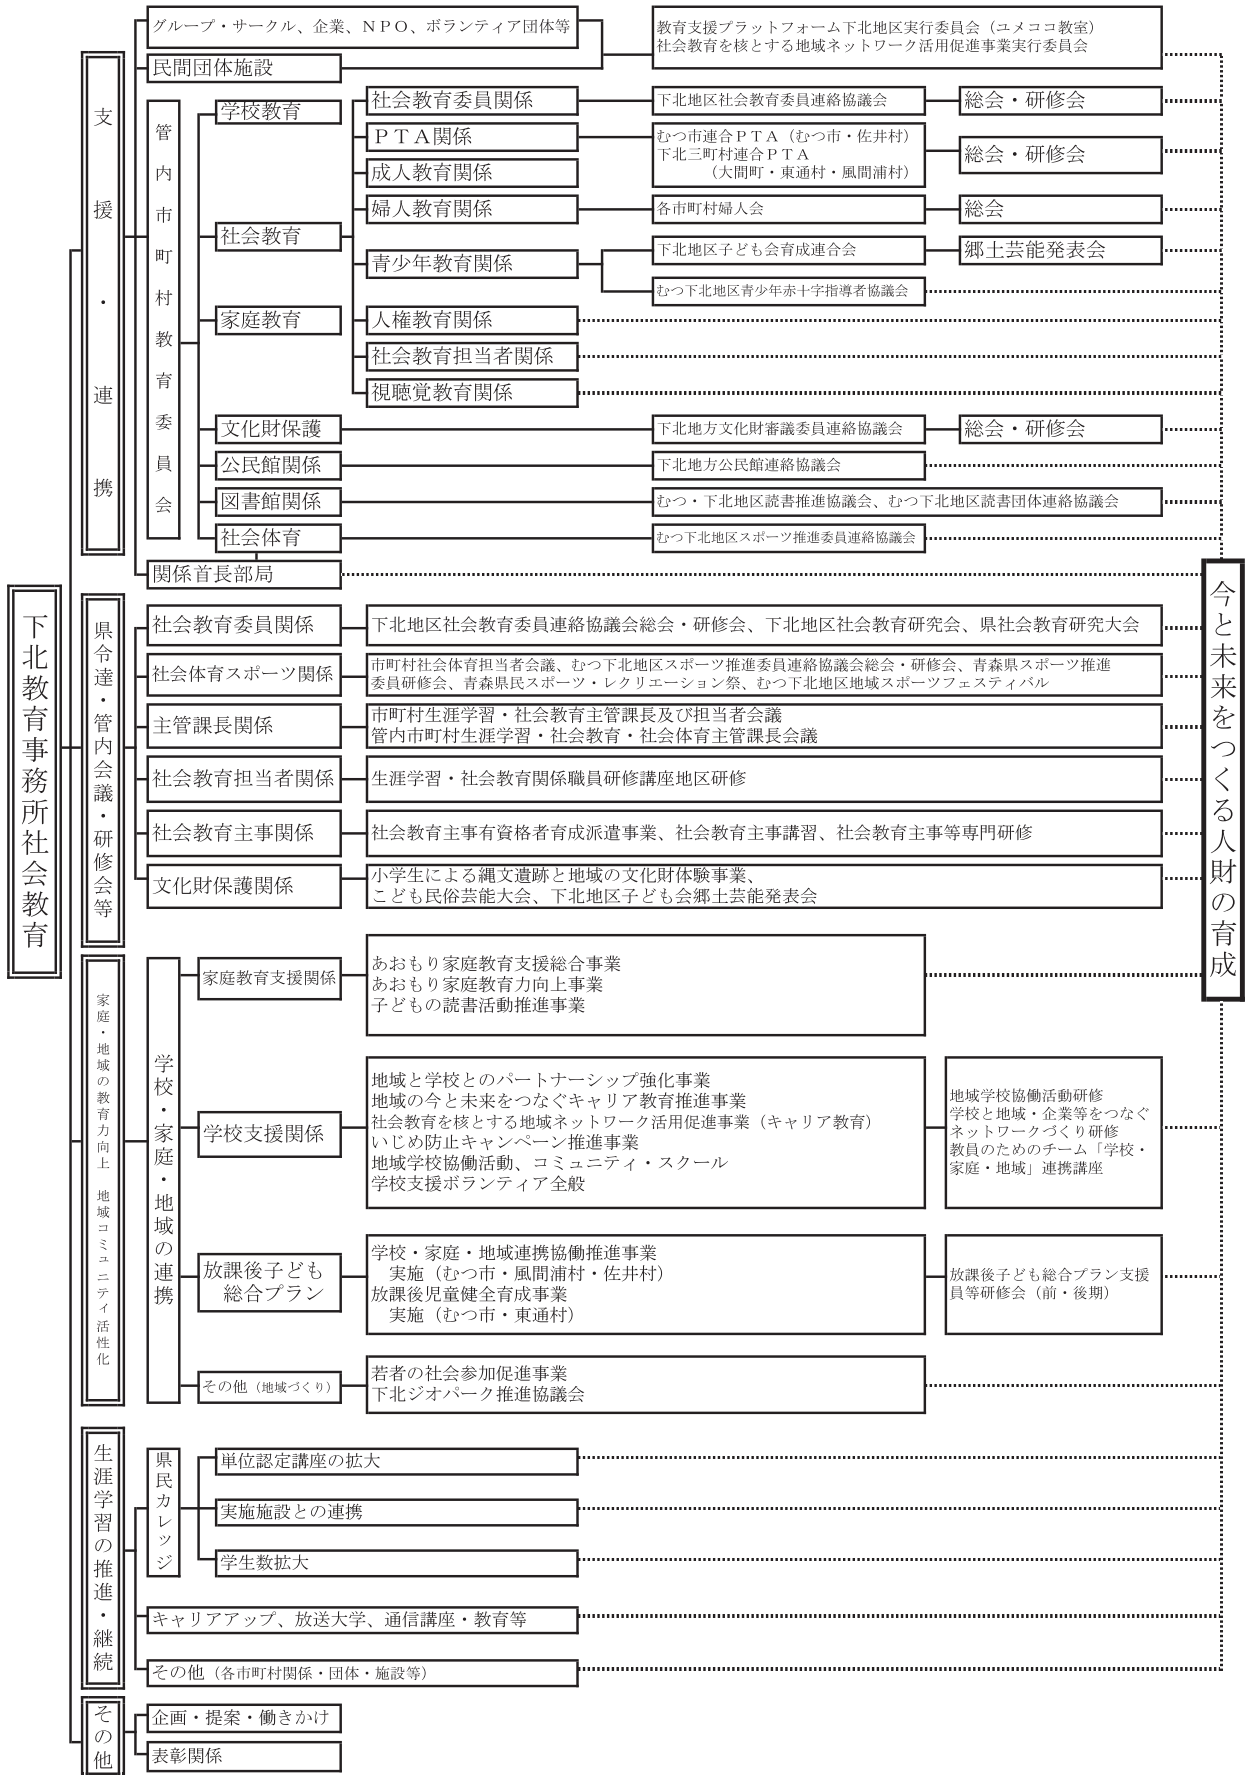 下北教育事務所社会教育
支援・連携
グループ・サークル、企業、ＮＰＯ、ボランティア団体等
教育支援プラットフォーム下北地区実行委員会（ユメココ教室）
社会教育を核とする地域ネットワーク活用促進事業実行委員会
民間団体施設
管内市町村教育委員会
学校教育
社会教育
家庭教育
社会教育委員関係
下北地区社会教育委員連絡協議会
総会・研修会
ＰＴＡ関係
むつ市連合ＰＴＡ（むつ市・佐井村）
下北三町村連合ＰＴＡ
（大間町・東通村・風間浦村）
総会・研修会
成人教育関係
婦人教育関係
各市町村婦人会
総会
青少年教育関係
下北地区子ども会育成連合会
郷土芸能発表会
むつ下北地区青少年赤十字指導者協議会
人権教育関係
社会教育担当者関係
視聴覚教育関係
文化財保護
下北地方文化財審議委員連絡協議会
総会・研修会
公民館関係
下北地方公民館連絡協議会
図書館関係
むつ・下北地区読書推進協議会、むつ下北地区読書団体連絡協議会
社会体育
むつ下北地区スポーツ推進委員連絡協議会
関係首長部局
県令達・管内会議・研修会等
社会教育委員関係
下北地区社会教育委員連絡協議会総会・研修会、下北地区社会教育研究会、県社会教育研究大会
社会体育スポーツ関係
市町村社会体育担当者会議、むつ下北地区スポーツ推進委員連絡協議会総会・研修会、青森県スポーツ推進
委員研修会、青森県民スポーツ・レクリエーション祭、むつ下北地区地域スポーツフェスティバル
主管課長関係
市町村生涯学習・社会教育主管課長及び担当者会議
管内市町村生涯学習・社会教育・社会体育主管課長会議
社会教育担当者関係
生涯学習・社会教育関係職員研修講座地区研修
社会教育主事関係
社会教育主事有資格者育成派遣事業、社会教育主事講習、社会教育主事等専門研修
文化財保護関係
小学生による縄文遺跡と地域の文化財体験事業、
こども民俗芸能大会、下北地区子ども会郷土芸能発表会
家庭・地域の教育力向上　地域コミュニティ活性化
学校・家庭・地域の連携
家庭教育支援関係
あおもり家庭教育支援総合事業
あおもり家庭教育力向上事業
子どもの読書活動推進事業
学校支援関係
地域と学校とのパートナーシップ強化事業
地域の今と未来をつなぐキャリア教育推進事業
社会教育を核とする地域ネットワーク活用促進事業（キャリア教育）
いじめ防止キャンペーン推進事業
地域学校協働活動、コミュニティ・スクール
学校支援ボランティア全般
地域学校協働活動研修
学校と地域・企業等をつなぐ
ネットワークづくり研修
教員のためのチーム「学校・
家庭・地域」連携講座
放課後子ども
総合プラン
学校・家庭・地域連携協働推進事業
実施（むつ市・風間浦村・佐井村）
放課後児童健全育成事業
実施（むつ市・東通村）
放課後子ども総合プラン支援
員等研修会（前・後期）
その他（地域づくり）
若者の社会参加促進事業
下北ジオパーク推進協議会
生涯学習の推進・継続
県民カレッジ
単位認定講座の拡大
実施施設との連携
学生数拡大
キャリアアップ、放送大学、通信講座・教育等
その他（各市町村関係・団体・施設等）
その他
企画・提案・働きかけ
表彰関係
今と未来をつくる人財の育成